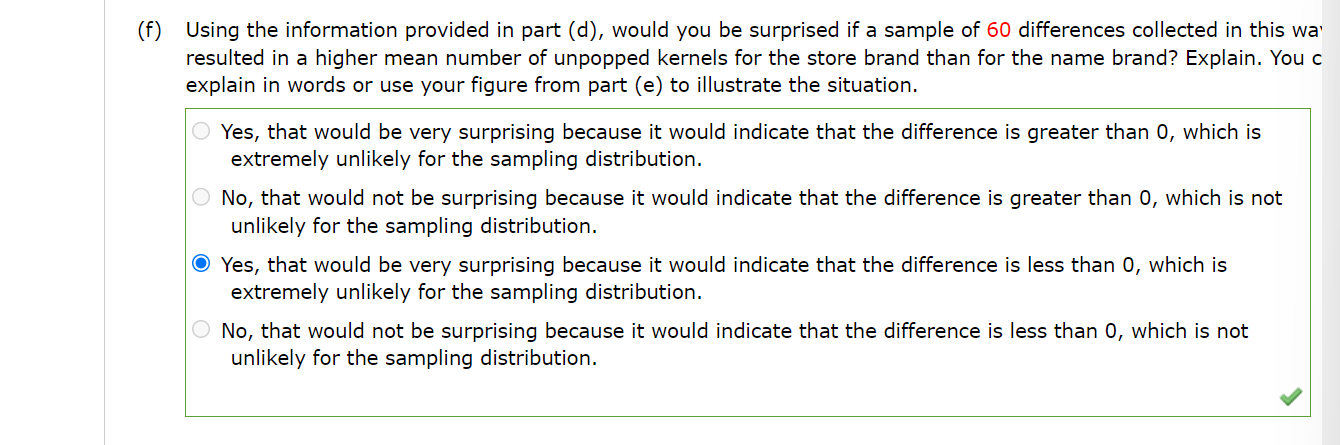 (f) Using the information provided in part (d), would you be surprised if a sample of 60 differences collected in this
resulted in a higher mean number of unpopped kernels for the store brand than for the name brand? Explain. You
explain in words or use your figure from part (e) to illustrate the situation.
Yes, that would be very surprising because it would indicate that the difference is greater than 0, which is
extremely unlikely for the sampling distribution.
No, that would not be surprising because it would indicate that the difference is greater than 0, which is not
unlikely for the sampling distribution.
Yes, that would be very surprising because it would indicate that the difference is less than 0, which is
extremely unlikely for the sampling distribution.
No, that would not be surprising because it would indicate that the difference is less than 0, which is not
unlikely for the sampling distribution.